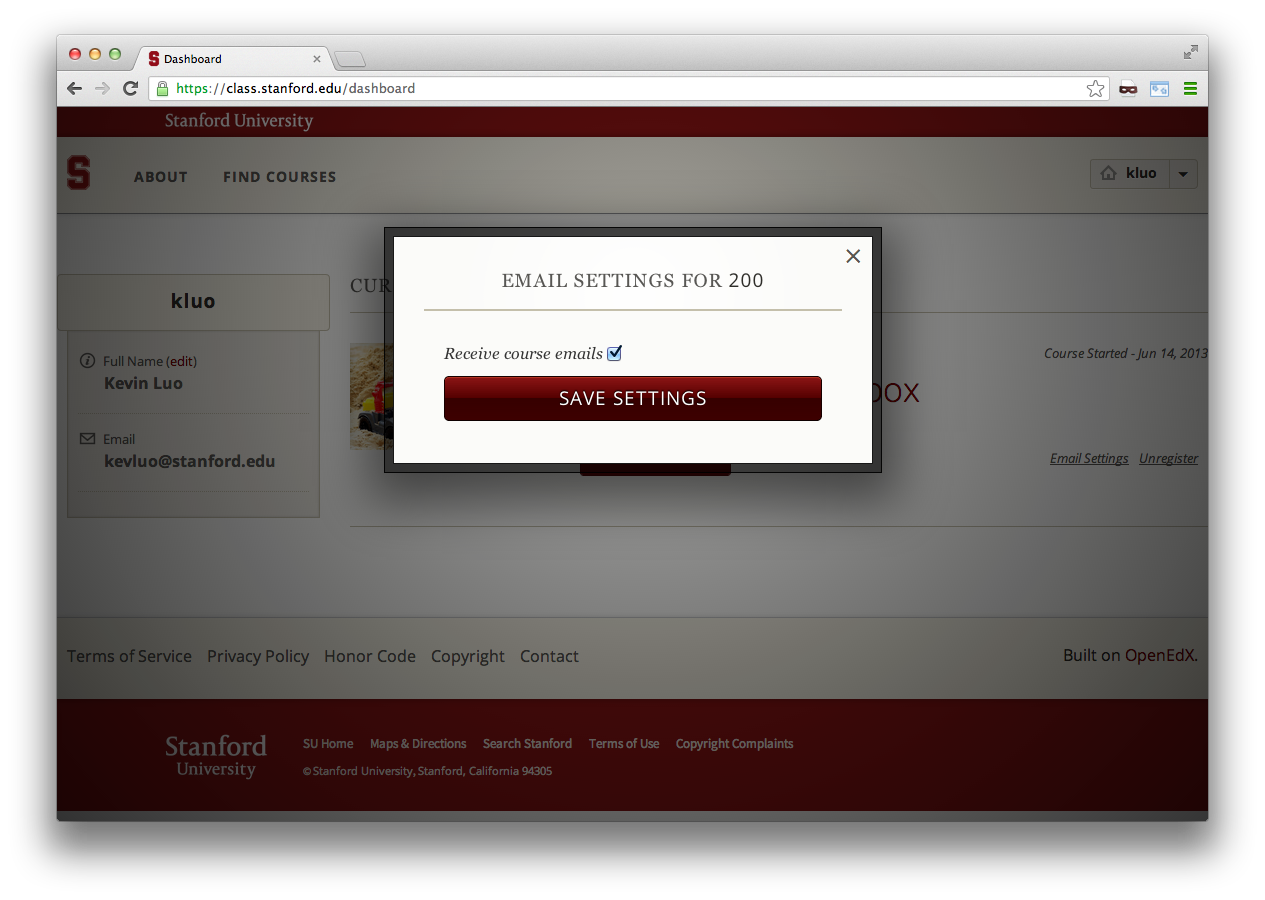 Dashboard
https://class.stanford.edu/dashboard
Stanford University
S ABOUT FIND COURSES kluo
EMAIL SETTINGS FOR 200
Receive course emails
SAVE SETTINGS
kluo
Full Name (edit)
Kevin Luo
Email
kevluo@stanford.edu
Course Started - Jun 14, 2013
Email Settings Unregister
Terms of Service Privacy Policy Honor Code Copyright Contact Built on OpenEdX.
Stanford
University
SU Home Maps & Directions Search Stanford Terms of Use Copyright Complaints
© Stanford University, Stanford, California 94305